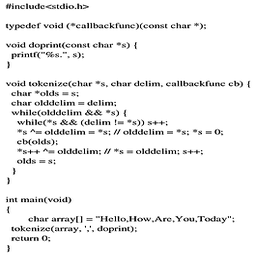 #include<stdio.h>
typedef void (*callbackfunc)(const char *);
void doprint(const char *s) {
printf("%s.", s);
}
void tokenize(char *s, char delim, callbackfunc cb) {
char *olds = s;
char olddelim = delim;
while(olddelim && *s) {
while(*s && (delim != *s)) s++;
*s ^= olddelim = *s; // olddelim = *s; *s = 0;
cb(olds);
*s++ ^= olddelim; // *s = olddelim; s++;
olds = s;
}
}
int main(void)
{
char array[] = "Hello,How,Are,You,Today";
tokenize(array, ',', doprint);
return 0;
}